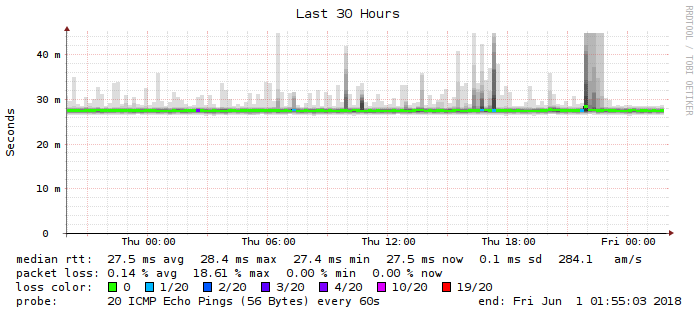 Last 30 Hours
RRDTOOL / TOBI OETIKER
Seconds
40 m
30 m
20 m
10 m
0
Thu 00:00 Thu 06:00 Thu 12:00 Thu 18:00 Fri 00:00
median rtt: 27.5 ms avg 28.4 ms max 27.4 ms min 27.5 ms now 0.1 ms sd 284.1 am/s
packet loss: 0.14 % avg 18.61 % max 0.00 % min 0.00 % now
loss color: 0 1/20 2/20 3/20 4/20 10/20 19/20
probe: 20 ICMP Echo Pings (56 Bytes) every 60s end: Fri Jun 1 01:55:03 2018